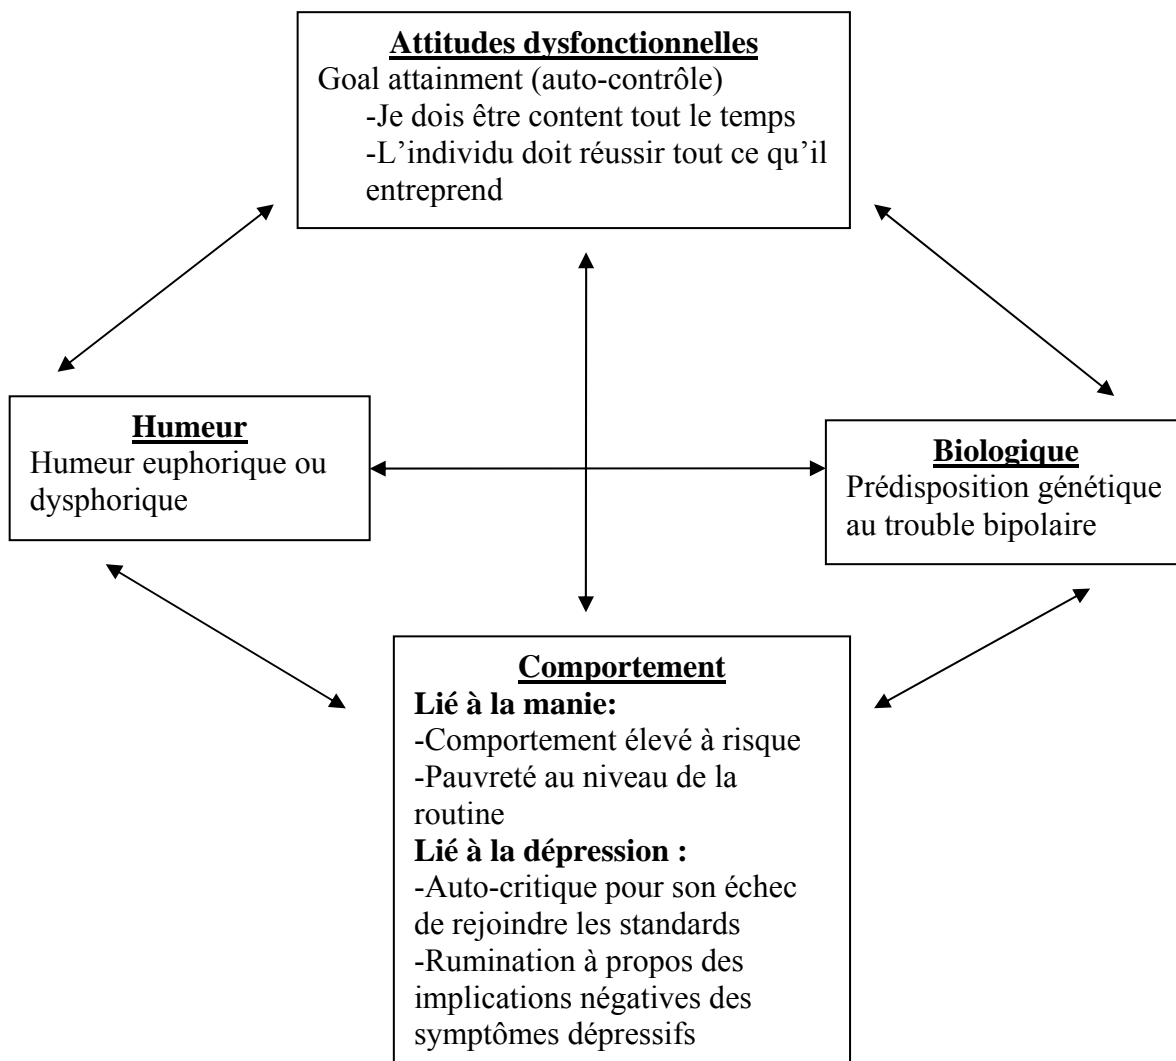 Attitudes dysfonctionnelles
Goal attainment (auto-contrôle)
-Je dois être content tout le temps
-L’individu doit réussir tout ce qu’il
entreprend
Humeur
Humeur euphorique ou
dysphorique
Biologique
Prédisposition génétique
au trouble bipolaire
Comportement
Lié à la manie:
-Comportement élevé à risque
-Pauvreté au niveau de la
routine
Lié à la dépression :
-Auto-critique pour son échec
de rejoindre les standards
-Rumination à propos des
implications négatives des
symptômes dépressifs